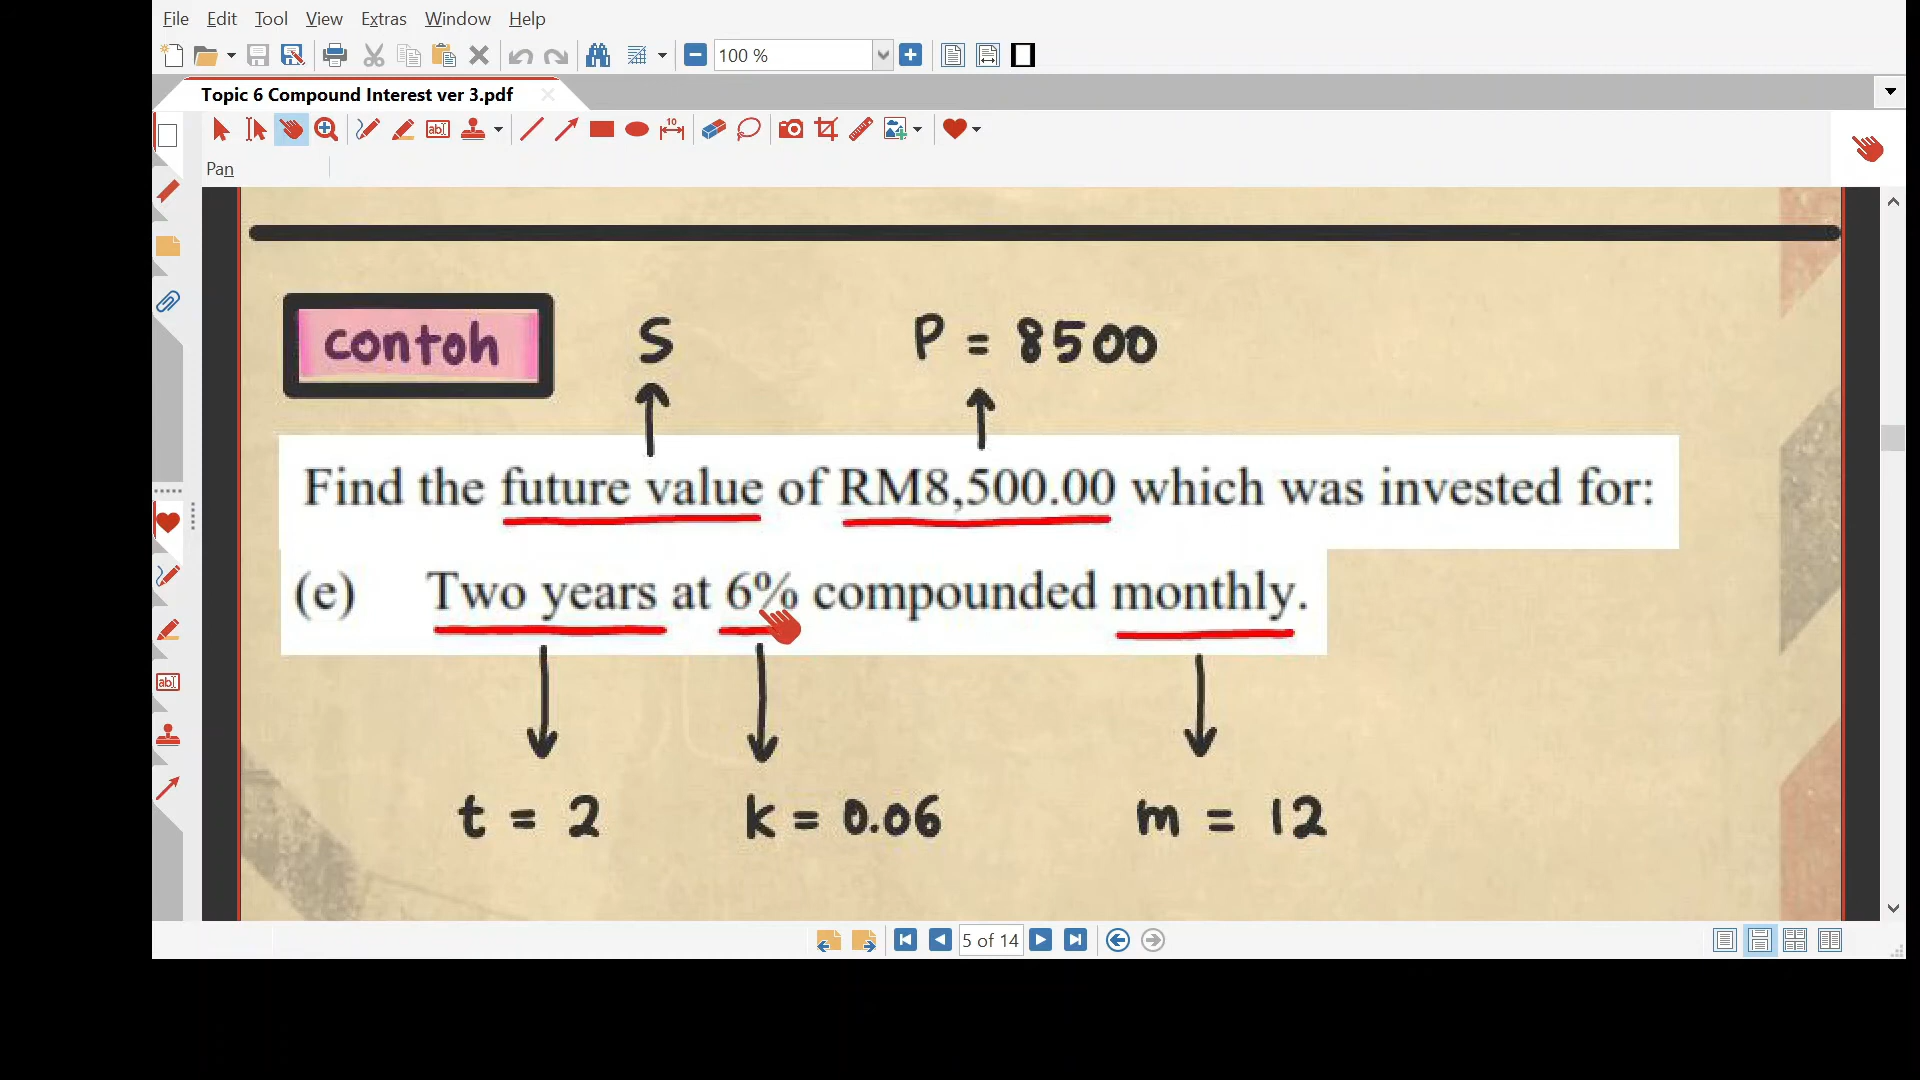 File Edit Tool View Extras Window Help
100 %
Topic 6 Compound Interest ver 3.pdf
Pan
contoh S P = 8500
Find the future value of RM8,500.00 which was invested for:
(e) Two years at 6% compounded monthly.
t = 2 k = 0.06 m = 12
5 of 14